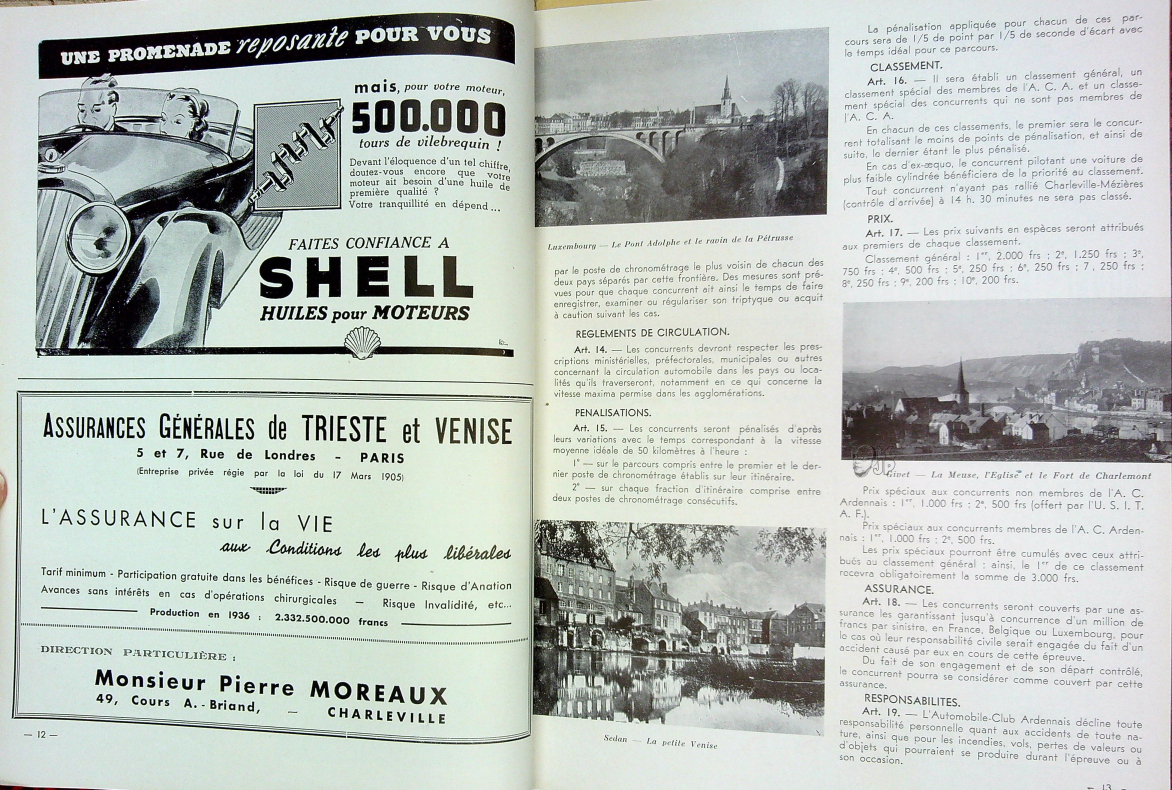 UNE PROMENADE reposante POUR VOUS
mais, pour votre moteur,
500.000
tours de vilebrequin !
Devant l'éloquence d'un tel chiffre,
doutez-vous encore que votre
moteur ait besoin d'une huile de
première qualité ?
Votre tranquillité en dépend ...
FAITES CONFIANCE A
SHELL
HUILES pour MOTEURS
ASSURANCES GÉNÉRALES de TRIESTE et VENISE
5 et 7, Rue de Londres - PARIS
(Entreprise privée régie par la loi du 17 Mars 1905)
L'ASSURANCE sur la VIE
aux Conditions les plus libérales
Tarif minimum - Participation gratuite dans les bénéfices - Risque de guerre - Risque d'Anation
Avances sans intérêts en cas d'opérations chirurgicales — Risque Invalidité, etc...
Production en 1936 : 2.332.500.000 francs
DIRECTION PARTICULIÈRE :
Monsieur Pierre MOREAUX
49, Cours A.-Briand, — CHARLEVILLE
— 12 —
Luxembourg — Le Pont Adolphe et le ravin de la Pétrusse
par le poste de chronométrage le plus voisin de chacun des
deux pays séparés par cette frontière. Des mesures sont pré-
vues pour que chaque concurrent ait ainsi le temps de faire
enregistrer, examiner ou régulariser son triptyque ou acquit
à caution suivant les cas.
REGLEMENTS DE CIRCULATION.
Art. 14. — Les concurrents devront respecter les pres-
criptions ministérielles, préfectorales, municipales ou autres
concernant la circulation automobile dans les pays ou loca-
lités qu'ils traverseront, notamment en ce qui concerne la
vitesse maxima permise dans les agglomérations.
PENALISATIONS.
Art. 15. — Les concurrents seront pénalisés d'après
leurs variations avec le temps correspondant à la vitesse
moyenne idéale de 50 kilomètres à l'heure :
1° — sur le parcours compris entre le premier et le der-
nier poste de chronométrage établis sur leur itinéraire.
2° — sur chaque fraction d'itinéraire comprise entre
deux postes de chronométrage consécutifs.
Sedan — La petite Venise
La pénalisation appliquée pour chacun de ces par-
cours sera de 1/5 de point par 1/5 de seconde d'écart avec
le temps idéal pour ce parcours.
CLASSEMENT.
Art. 16. — Il sera établi un classement général, un
classement spécial des membres de l'A. C. A. et un classe-
ment spécial des concurrents qui ne sont pas membres de
l'A. C. A.
En chacun de ces classements, le premier sera le concur-
rent totalisant le moins de points de pénalisation, et ainsi de
suite, le dernier étant le plus pénalisé.
En cas d'ex-æquo, le concurrent pilotant une voiture de
plus faible cylindrée bénéficiera de la priorité au classement.
Tout concurrent n'ayant pas rallié Charleville-Mézières
(contrôle d'arrivée) à 14 h. 30 minutes ne sera pas classé.
PRIX.
Art. 17. — Les prix suivants en espèces seront attribués
aux premiers de chaque classement.
Classement général : 1er, 2.000 frs ; 2e, 1.250 frs ; 3e,
750 frs ; 4e, 500 frs ; 5e, 250 frs ; 6e, 250 frs ; 7, 250 frs ;
8e, 250 frs ; 9e, 200 frs ; 10e, 200 frs.
JP
Givet — La Meuse, l'Eglise et le Fort de Charlemont
Prix spéciaux aux concurrents non membres de l'A. C.
Ardennais : 1er, 1.000 frs ; 2e, 500 frs (offert par l'U. S. I. T.
A. F.).
Prix spéciaux aux concurrents membres de l'A. C. Arden-
nais : 1er, 1.000 frs ; 2e, 500 frs.
Les prix spéciaux pourront être cumulés avec ceux attri-
bués au classement général ; ainsi, le 1er de ce classement
recevra obligatoirement la somme de 3.000 frs.
ASSURANCE.
Art. 18. — Les concurrents seront couverts par une as-
surance les garantissant jusqu'à concurrence d'un million de
francs par sinistre, en France, Belgique ou Luxembourg, pour
le cas où leur responsabilité civile serait engagée du fait d'un
accident causé par eux en cours de cette épreuve.
Du fait de son engagement et de son départ contrôlé,
le concurrent pourra se considérer comme couvert par cette
assurance.
RESPONSABILITES.
Art. 19. — L'Automobile-Club Ardennais décline toute
responsabilité personnelle quant aux accidents de toute na-
ture, ainsi que pour les incendies, vols, pertes de valeurs ou
d'objets qui pourraient se produire durant l'épreuve ou à
son occasion.
— 13 —